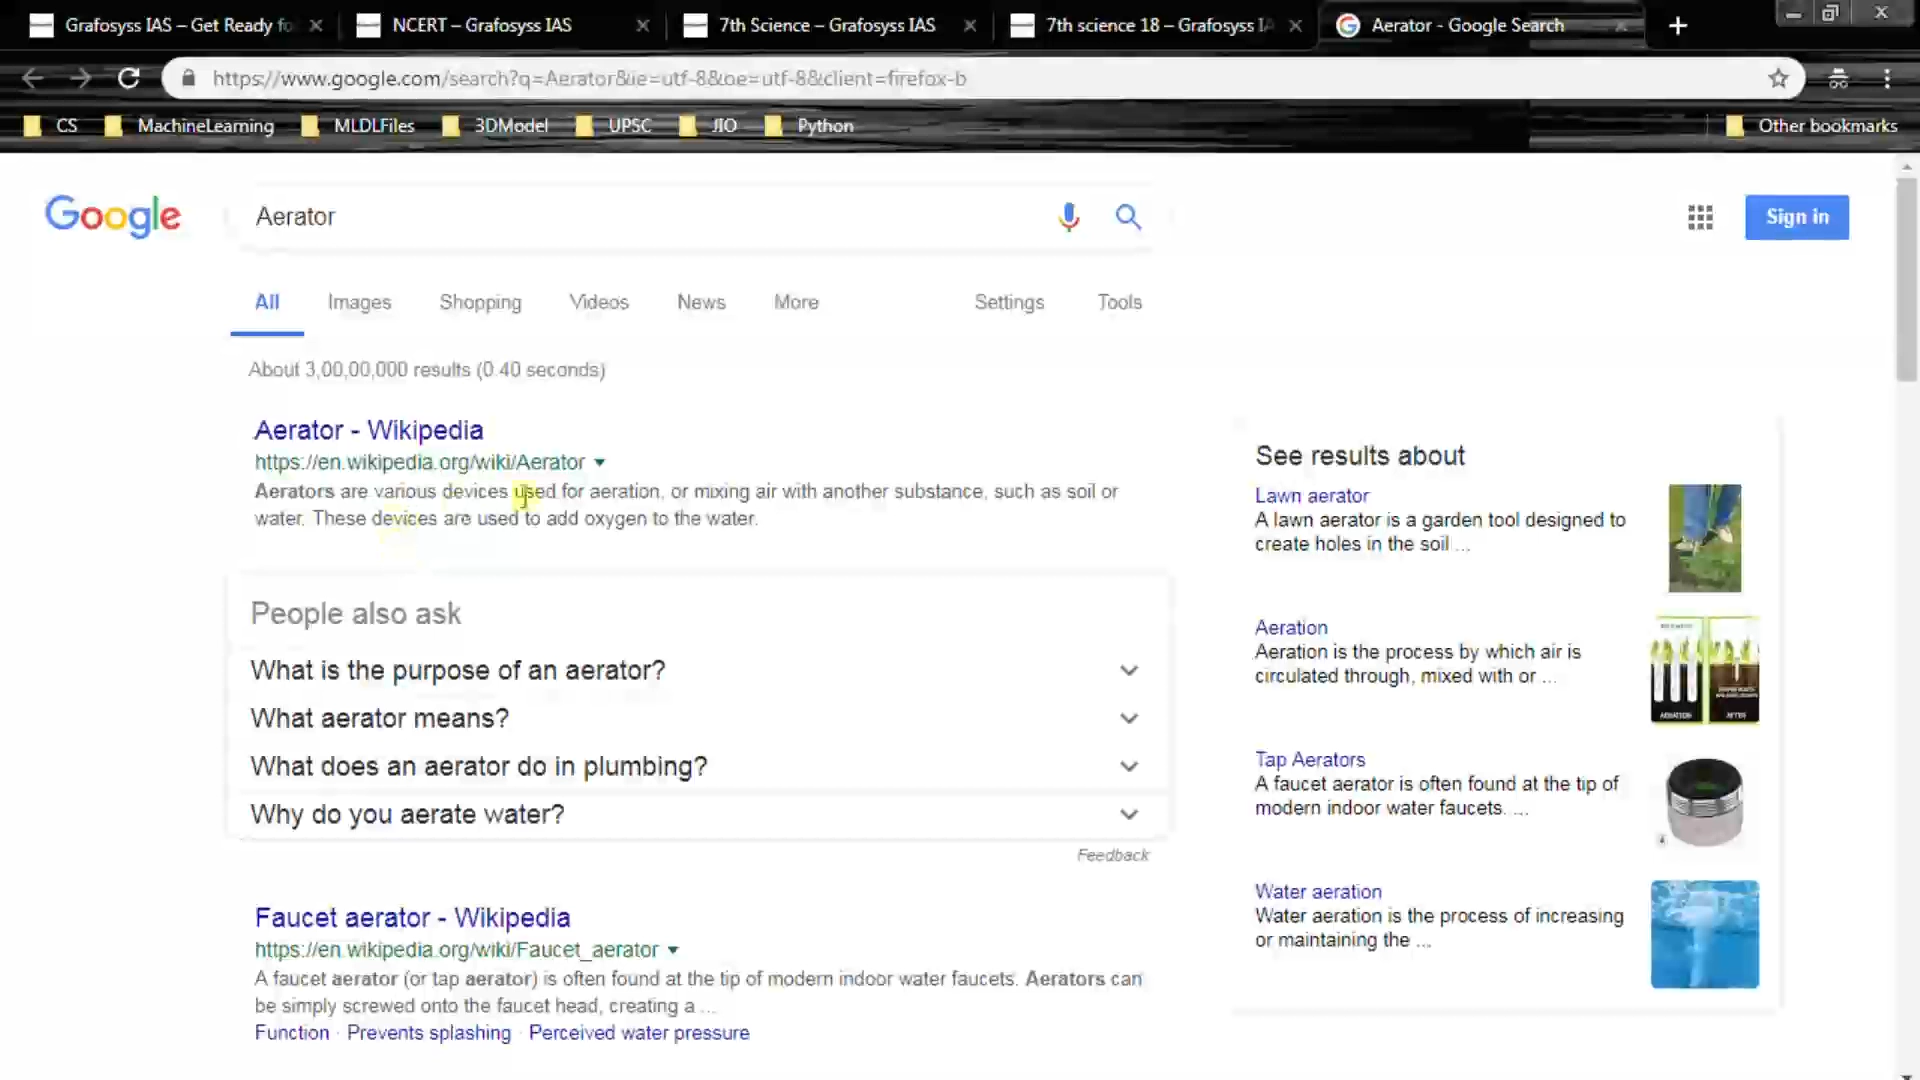 Grafosyss IAS – Get Ready fo
NCERT – Grafosyss IAS
7th Science – Grafosyss IAS
7th science 18 – Grafosyss IA
Aerator - Google Search
https://www.google.com/search?q=Aerator&ie=utf-8&oe=utf-8&client=firefox-b
CS
MachineLearning
MLDLFiles
3DModel
UPSC
JIO
Python
Other bookmarks
Google
Aerator
Sign in
All
Images
Shopping
Videos
News
More
Settings
Tools
About 3,00,00,000 results (0.40 seconds)
Aerator - Wikipedia
https://en.wikipedia.org/wiki/Aerator
Aerators are various devices used for aeration, or mixing air with another substance, such as soil or
water. These devices are used to add oxygen to the water.
People also ask
What is the purpose of an aerator?
What aerator means?
What does an aerator do in plumbing?
Why do you aerate water?
Feedback
Faucet aerator - Wikipedia
https://en.wikipedia.org/wiki/Faucet_aerator
A faucet aerator (or tap aerator) is often found at the tip of modern indoor water faucets. Aerators can
be simply screwed onto the faucet head, creating a ...
Function · Prevents splashing · Perceived water pressure
See results about
Lawn aerator
A lawn aerator is a garden tool designed to
create holes in the soil ...
Aeration
Aeration is the process by which air is
circulated through, mixed with or ...
AERATION
AFTER
Tap Aerators
A faucet aerator is often found at the tip of
modern indoor water faucets. ...
Water aeration
Water aeration is the process of increasing
or maintaining the ...